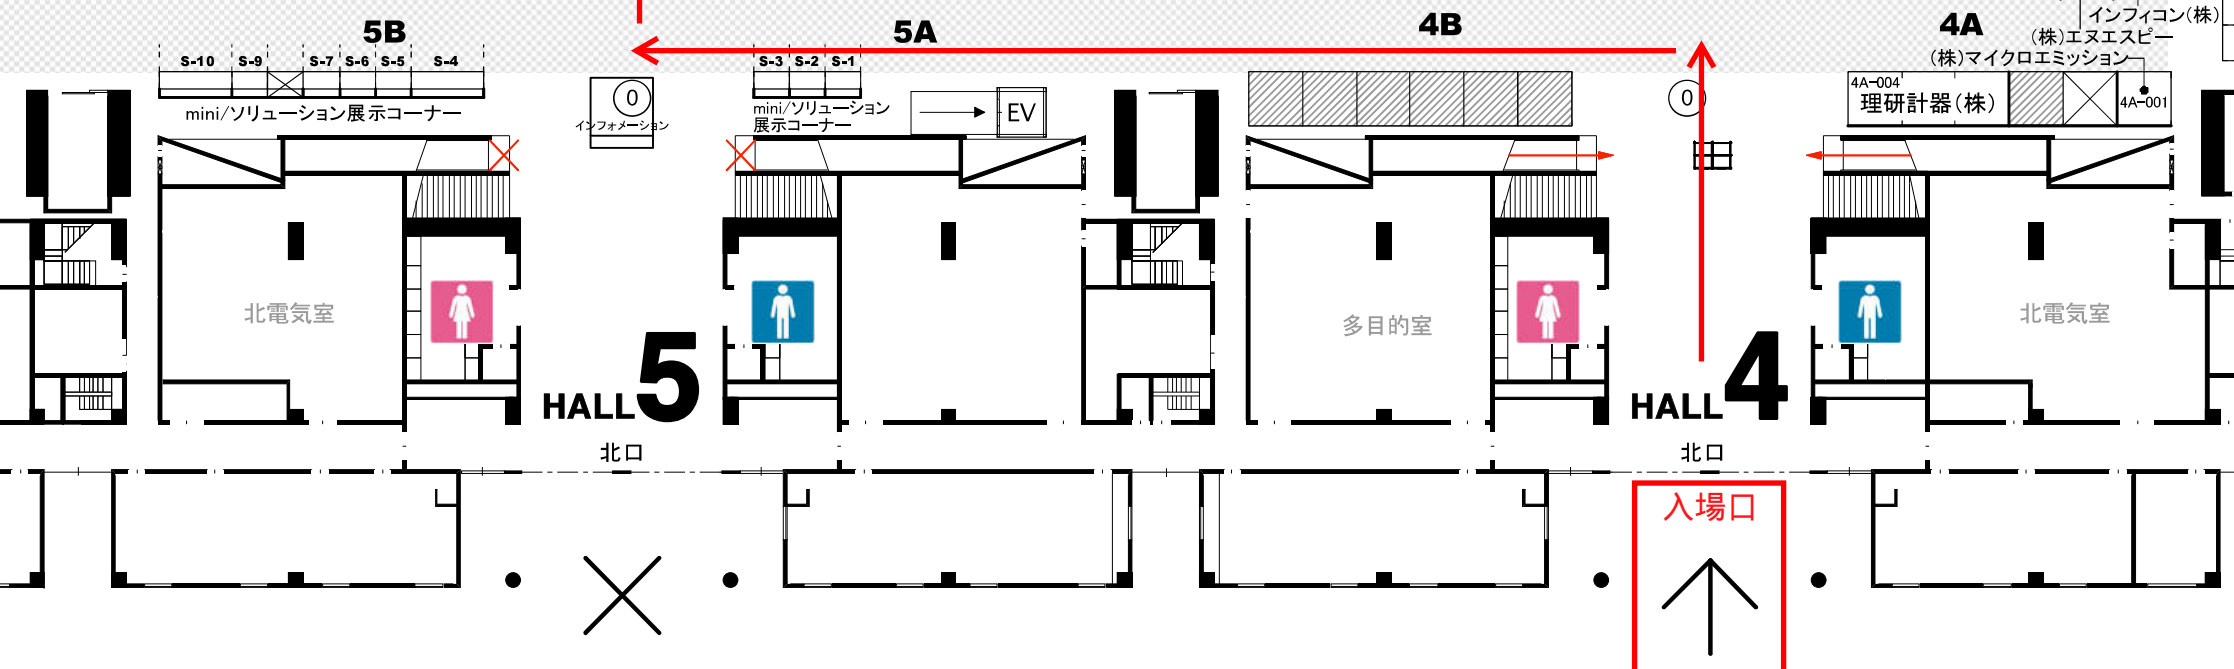 5B
5A
4B
4A
インフィコン(株)
(株)エヌエスピー
(株)マイクロエミッション
S-10
S-9
S-7
S-6
S-5
S-4
S-3
S-2
S-1
mini/ソリューション展示コーナー
0
インフォメーション
mini/ソリューション
展示コーナー
EV
0
4A-004
理研計器(株)
4A-001
北電気室
多目的室
北電気室
HALL5
HALL4
北口
北口
入場口